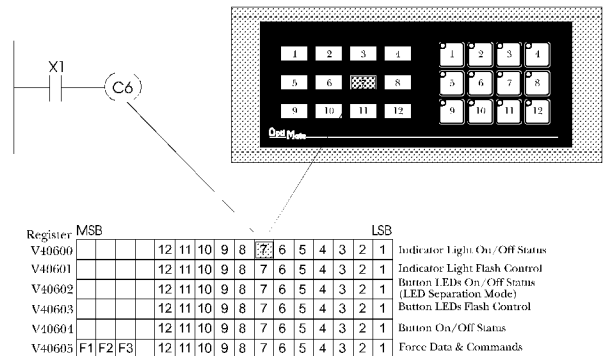 X1
C6
1 2 3 4
5 6 8
9 10 11 12
1 2 3 4
5 6 7 8
9 10 11 12
OptiMate
Register MSB LSB
V40600 12 11 10 9 8 7 6 5 4 3 2 1 Indicator Light On/Off Status
V40601 12 11 10 9 8 7 6 5 4 3 2 1 Indicator Light Flash Control
V40602 12 11 10 9 8 7 6 5 4 3 2 1 Button LEDs On/Off Status
(LED Separation Mode)
V40603 12 11 10 9 8 7 6 5 4 3 2 1 Button LEDs Flash Control
V40604 12 11 10 9 8 7 6 5 4 3 2 1 Button On/Off Status
V40605 F1 F2 F3 12 11 10 9 8 7 6 5 4 3 2 1 Force Data & Commands